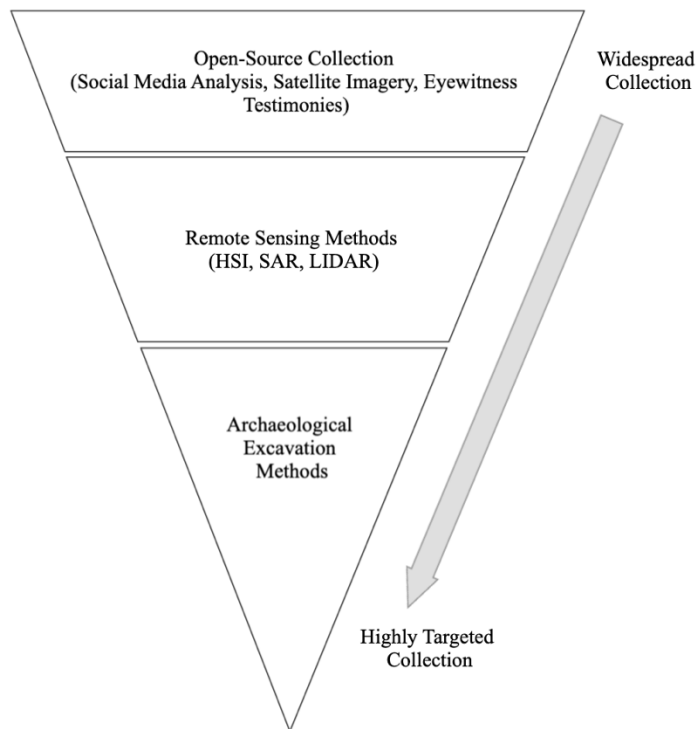 Open-Source Collection
(Social Media Analysis, Satellite Imagery, Eyewitness
Testimonies)
Widespread
Collection
Remote Sensing Methods
(HSI, SAR, LIDAR)
Archaeological
Excavation
Methods
Highly Targeted
Collection